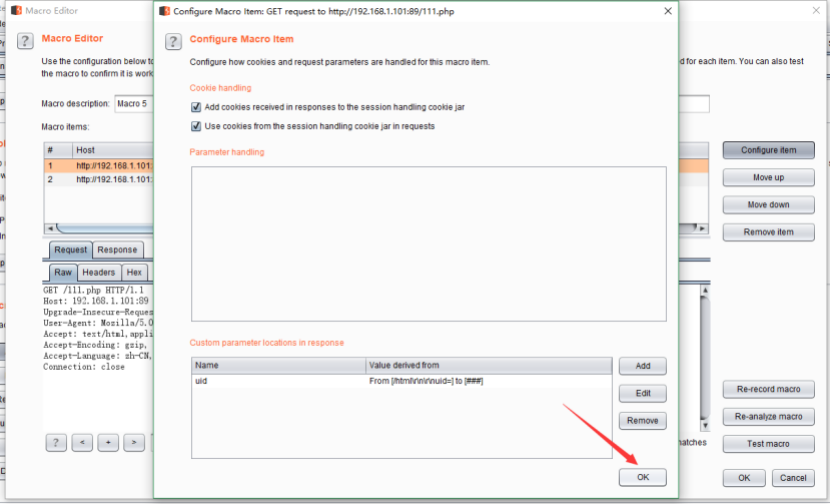 Macro Editor
Configure Macro Item: GET request to http://192.168.1.101:89/111.php
Macro Editor
Use the configuration below to
the macro to confirm it is work
d for each item. You can also test
Macro description: Macro 5
Macro items:
# Host
1 http://192.168.1.101:
2 http://192.168.1.101:
Request Response
Raw Headers Hex
GET /111.php HTTP/1.1
Host: 192.168.1.101:89
Upgrade-Insecure-Reques
User-Agent: Mozilla/5.0
Accept: text/html,appli
Accept-Encoding: gzip,
Accept-Language: zh-CN,
Connection: close
? < + >
Configure Macro Item
Configure how cookies and request parameters are handled for this macro item.
Cookie handling
Add cookies received in responses to the session handling cookie jar
Use cookies from the session handling cookie jar in requests
Parameter handling
Custom parameter locations in response
Name Value derived from
uid From [/html\r\n\r\nuid=] to [###]
Add
Edit
Remove
OK
Configure item
Move up
Move down
Remove item
Re-record macro
Re-analyze macro
natches
Test macro
OK Cancel